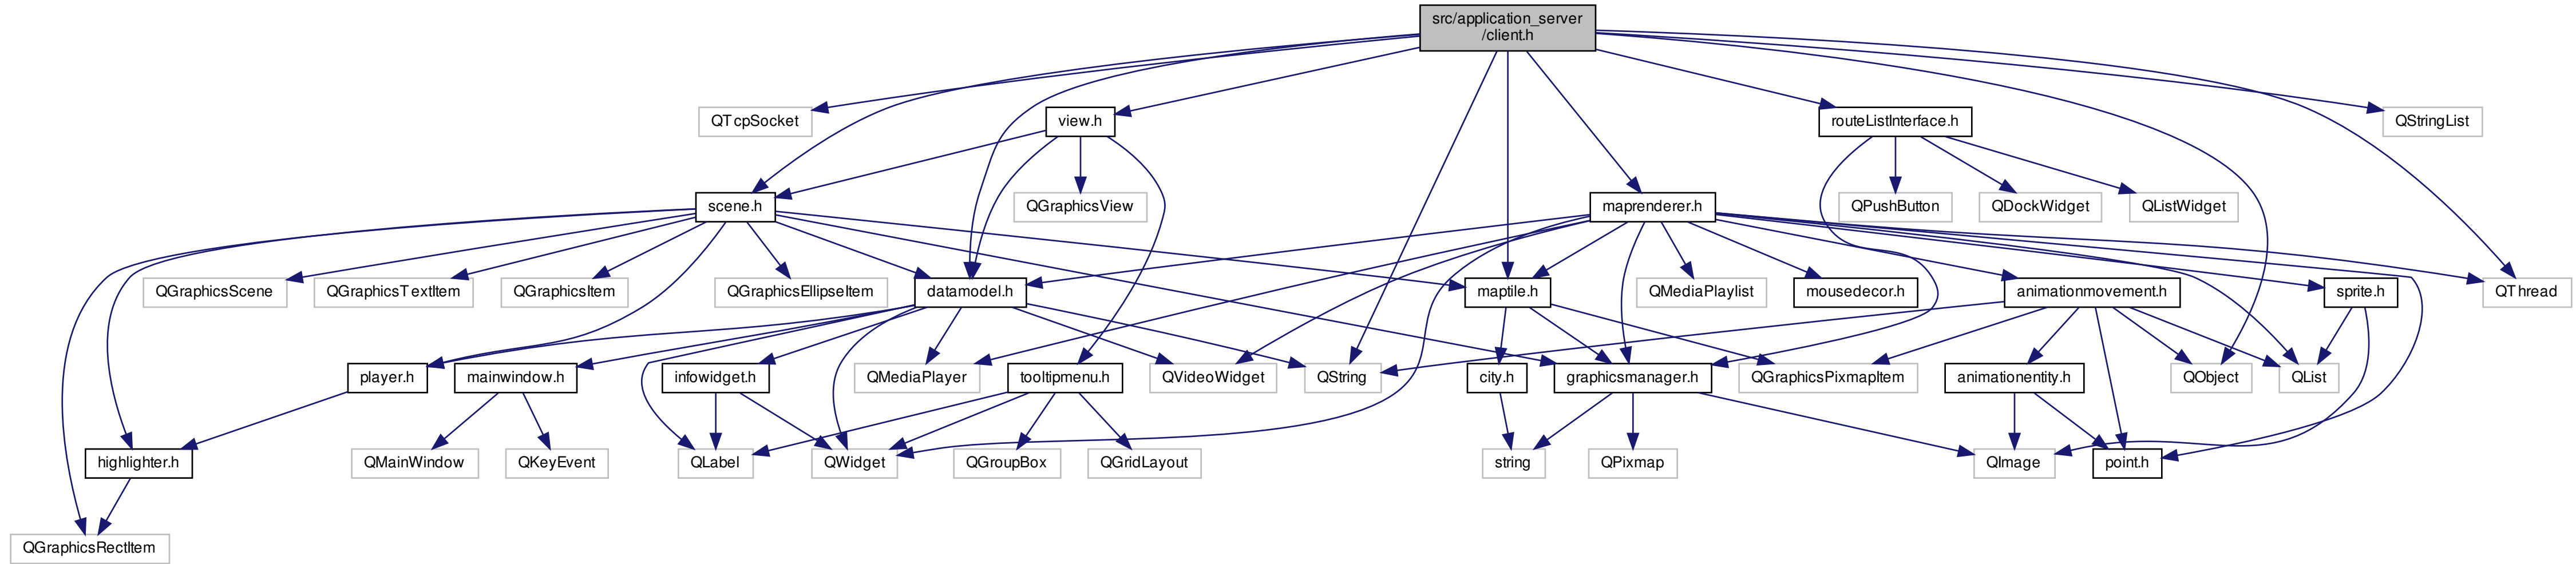 src/application_server
/client.h
QTcpSocket
view.h
routeListInterface.h
QStringList
scene.h
QGraphicsView
maprenderer.h
QPushButton
QDockWidget
QListWidget
QGraphicsScene
QGraphicsTextItem
QGraphicsItem
QGraphicsEllipseItem
datamodel.h
maptile.h
QMediaPlaylist
mousedecor.h
animationmovement.h
sprite.h
QThread
player.h
mainwindow.h
infowidget.h
QMediaPlayer
tooltipmenu.h
QVideoWidget
QString
city.h
graphicsmanager.h
QGraphicsPixmapItem
animationentity.h
QObject
QList
highlighter.h
QMainWindow
QKeyEvent
QLabel
QWidget
QGroupBox
QGridLayout
string
QPixmap
QImage
point.h
QGraphicsRectItem